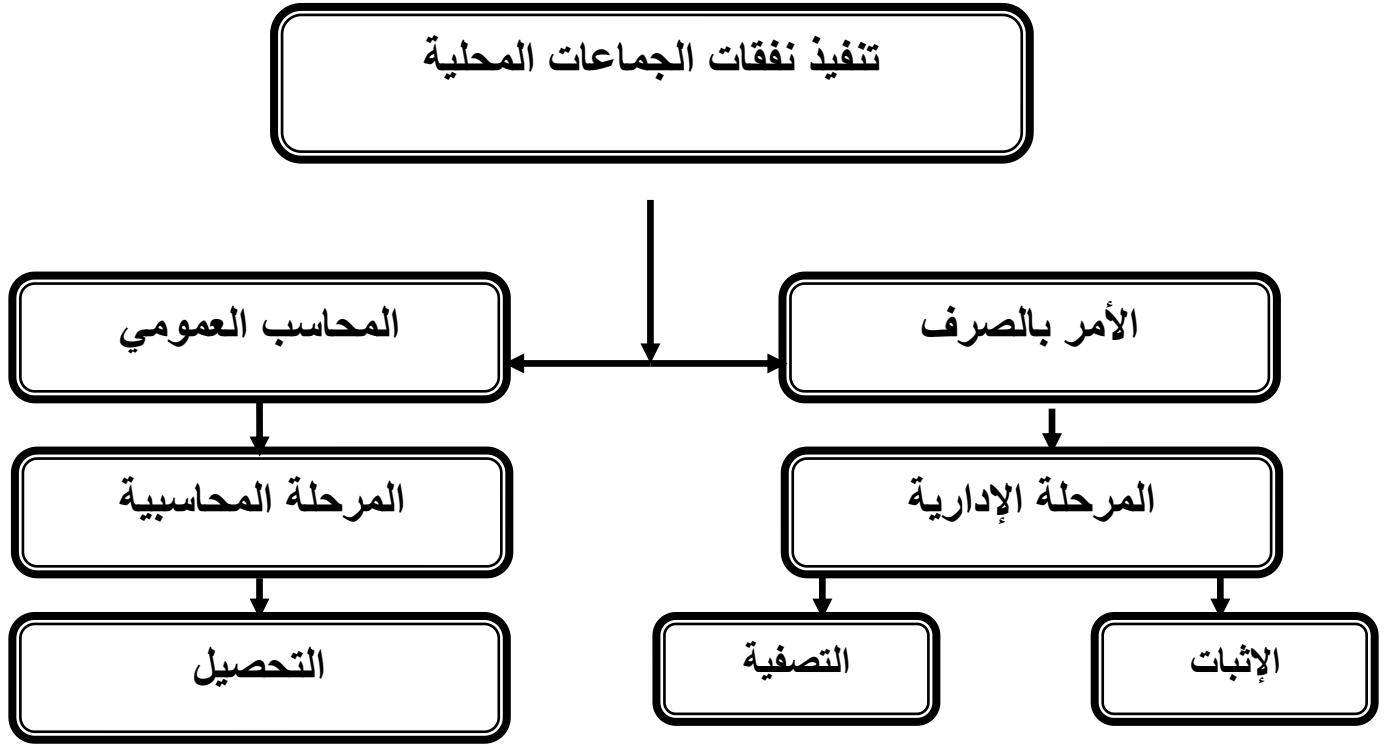 تنفيذ نفقات الجماعات المحلية
الأمر بالصرف
المحاسب العمومي
المرحلة الإدارية
المرحلة المحاسبية
الإثبات
التصفية
التحصيل